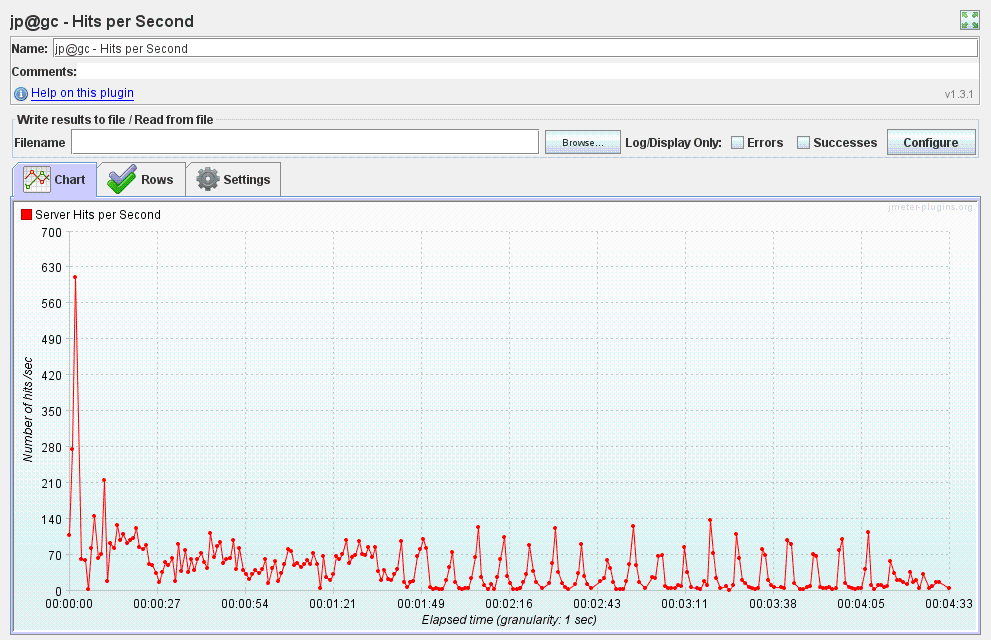 jp@gc - Hits per Second
Name: jp@gc - Hits per Second
Comments:
Help on this plugin
v1.3.1
Write results to file / Read from file
Filename Browse... Log/Display Only: Errors Successes Configure
Chart Rows Settings
jmeter-plugins.org
Server Hits per Second
700
630
560
490
420
350
280
210
140
70
0
Number of hits /sec
00:00:00 00:00:27 00:00:54 00:01:21 00:01:49 00:02:16 00:02:43 00:03:11 00:03:38 00:04:05 00:04:33
Elapsed time (granularity: 1 sec)